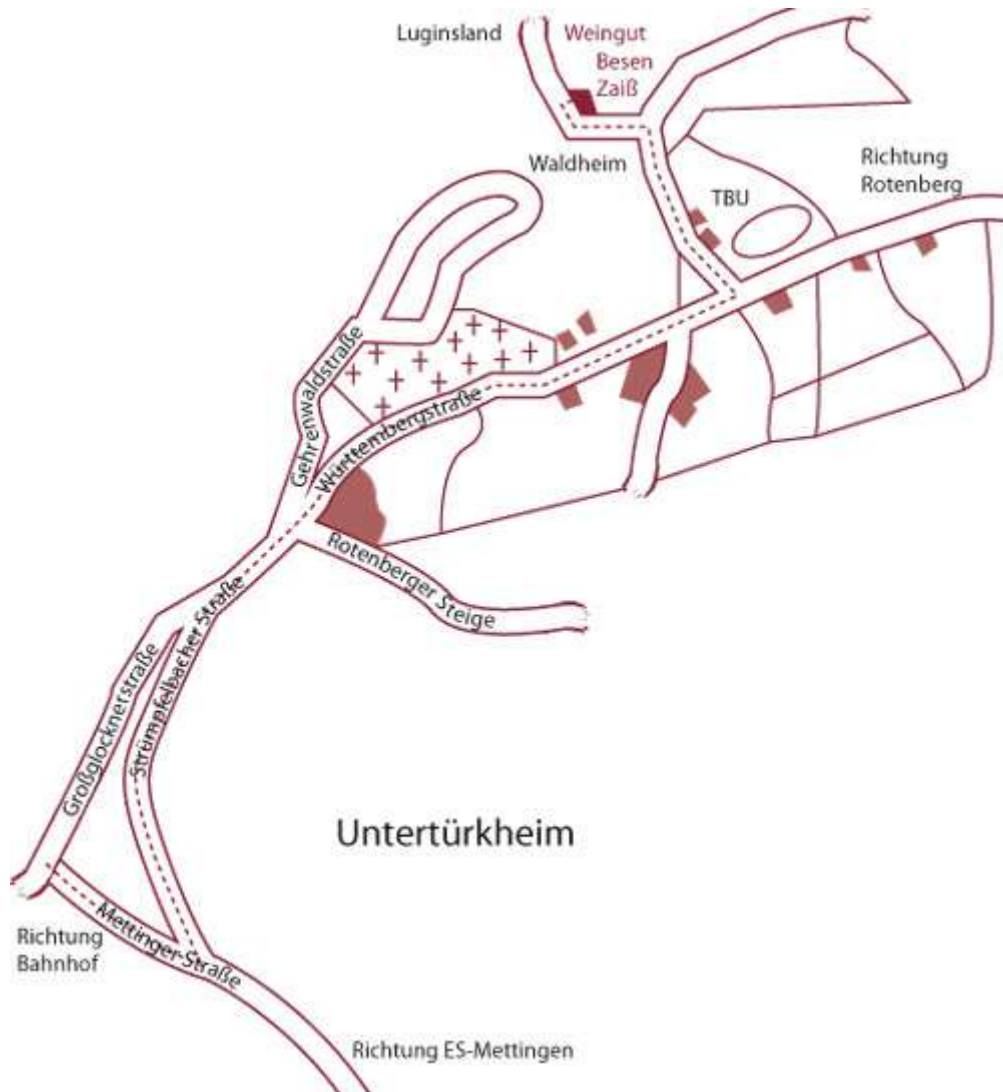 Luginsland
Weingut
Besen
Zaiß
Waldheim
Richtung
Rotenberg
TBU
Gehrenwaldstraße
Württembergstraße
Rotenberger Steige
Strümpfelbacher Straße
Großglocknerstraße
Untertürkheim
Mettinger Straße
Richtung
Bahnhof
Richtung ES-Mettingen